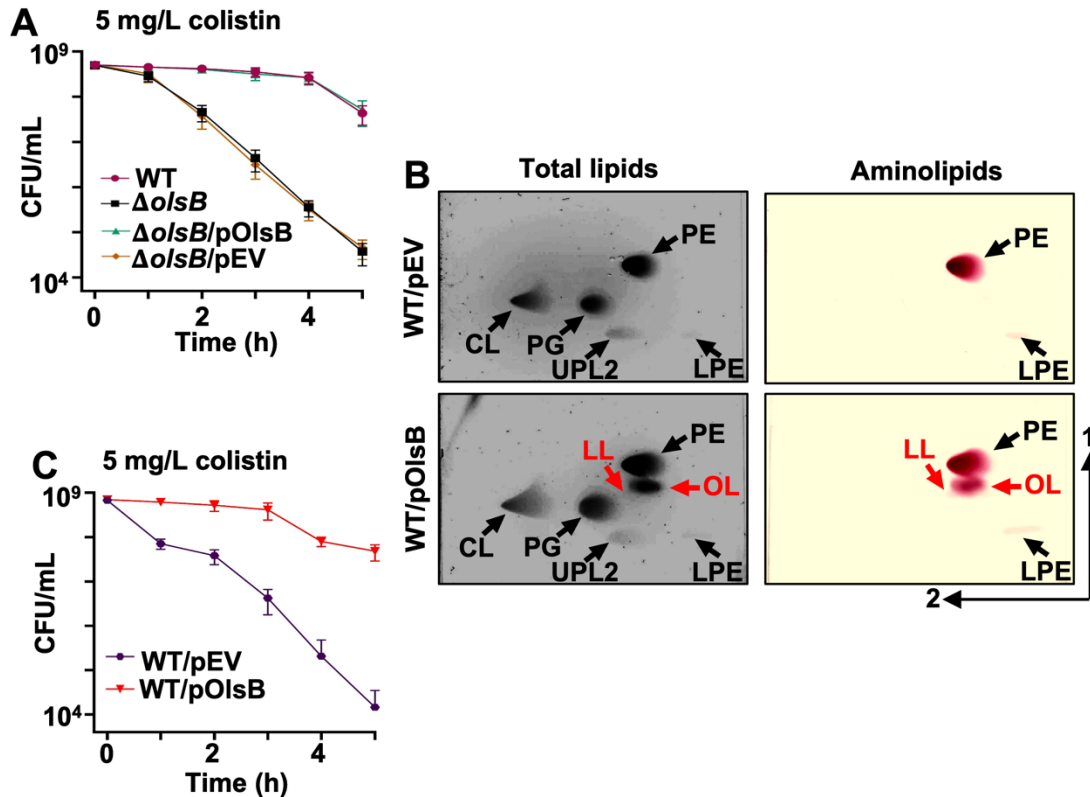 A
5 mg/L colistin
10⁹
10⁴
CFU/mL
WT
ΔolsB
ΔolsB/pOlsB
ΔolsB/pEV
0
2
4
Time (h)
B
Total lipids
Aminolipids
WT/pEV
PE
CL
PG
UPL2
LPE
PE
LPE
WT/pOlsB
PE
LL
OL
CL
PG
UPL2
LPE
PE
LL
OL
LPE
1
2
C
5 mg/L colistin
10⁹
10⁴
CFU/mL
WT/pEV
WT/pOlsB
0
2
4
Time (h)